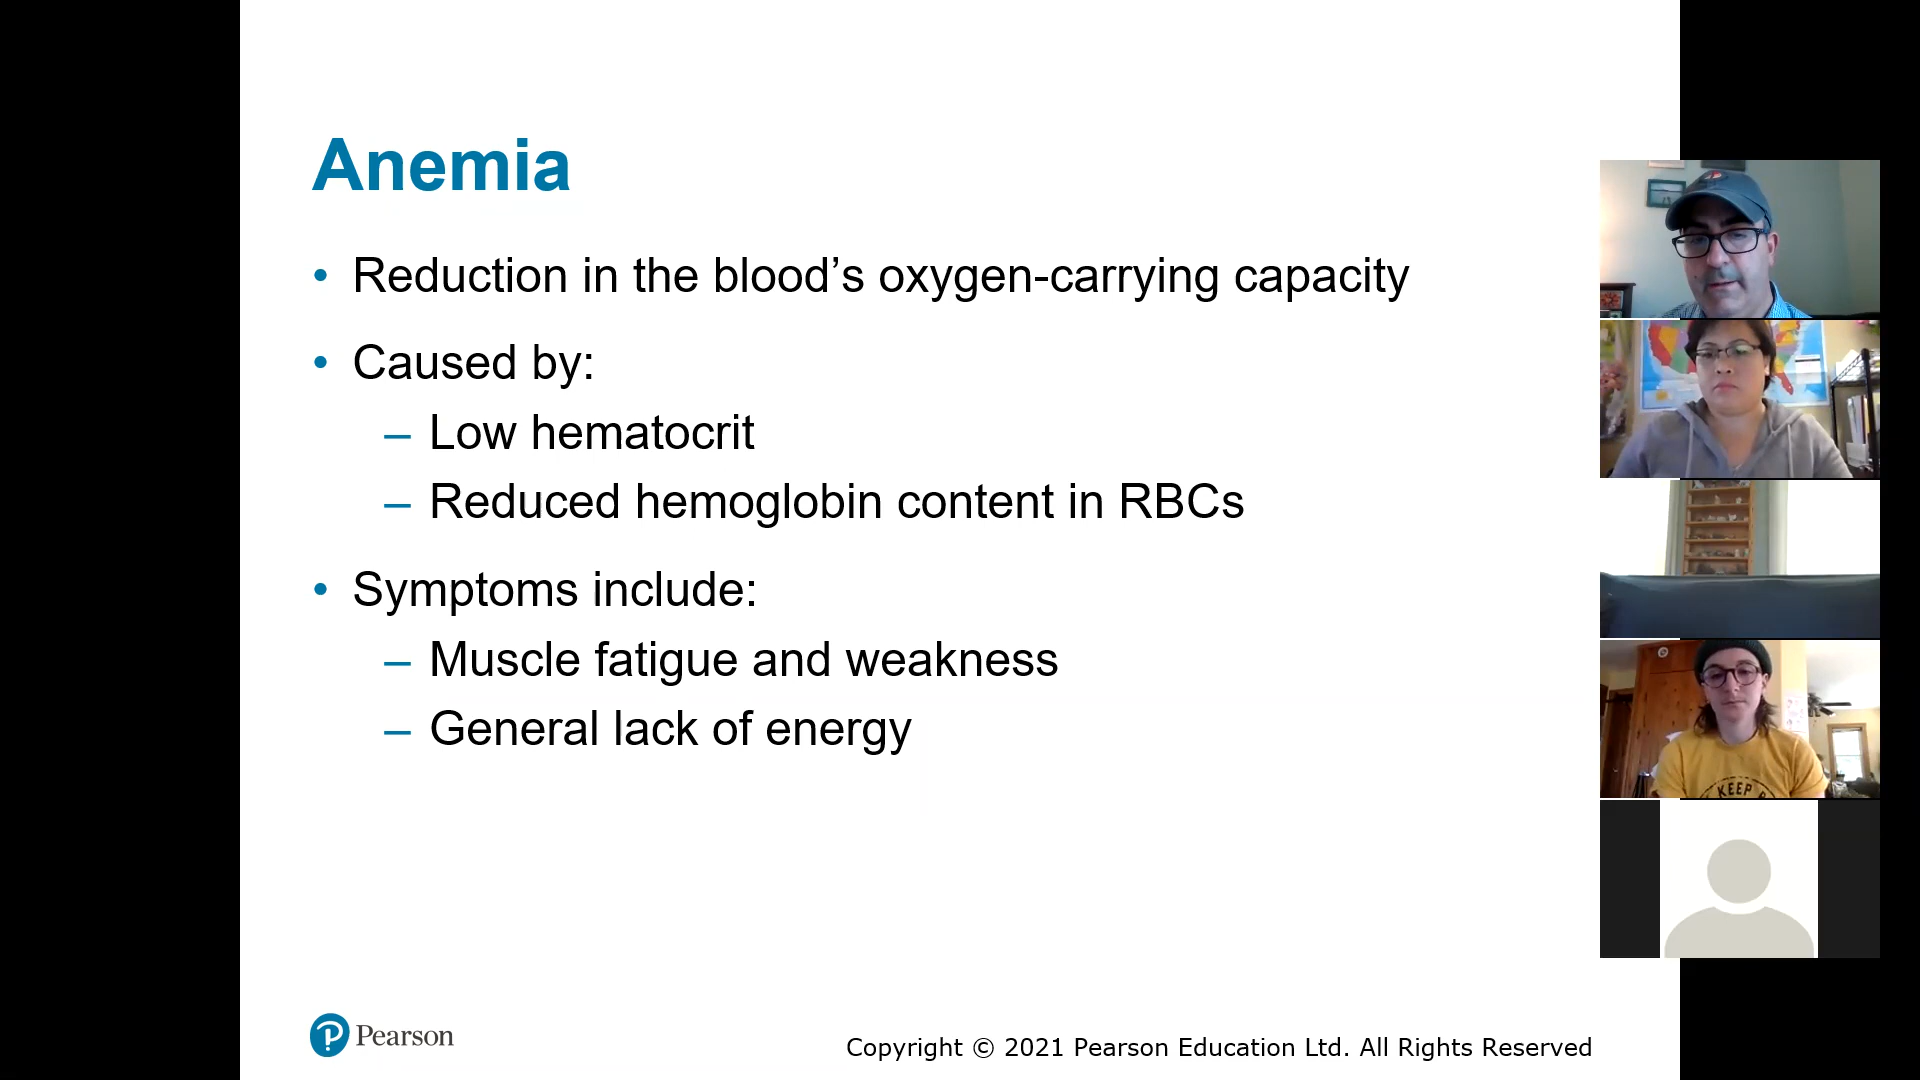 Anemia
• Reduction in the blood’s oxygen-carrying capacity
• Caused by:
– Low hematocrit
– Reduced hemoglobin content in RBCs
• Symptoms include:
– Muscle fatigue and weakness
– General lack of energy
KEEP
Pearson
Copyright © 2021 Pearson Education Ltd. All Rights Reserved